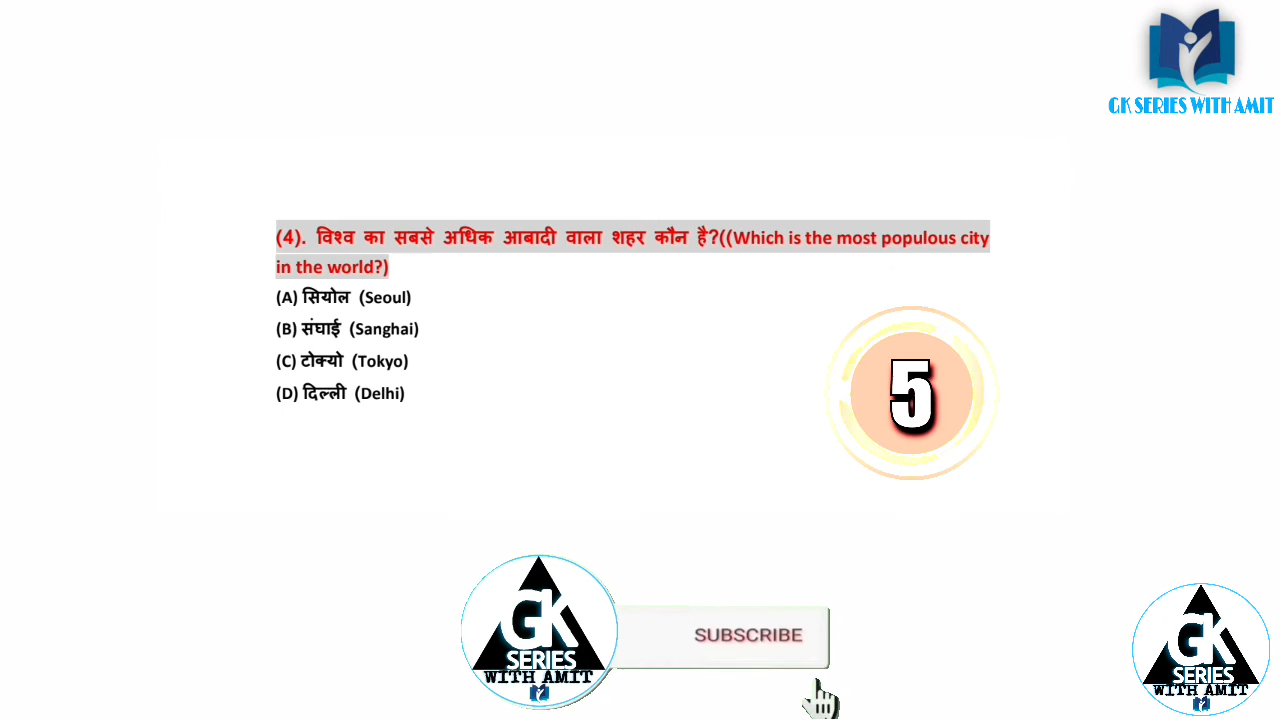 GK SERIES WITH AMIT
(4). विश्व का सबसे अधिक आबादी वाला शहर कौन है?((Which is the most populous city
in the world?)
(A) सियोल (Seoul)
(B) संघाई (Sanghai)
(C) टोक्यो (Tokyo)
(D) दिल्ली (Delhi)
5
GK
SERIES
WITH AMIT
SUBSCRIBE
GK
SERIES
WITH AMIT